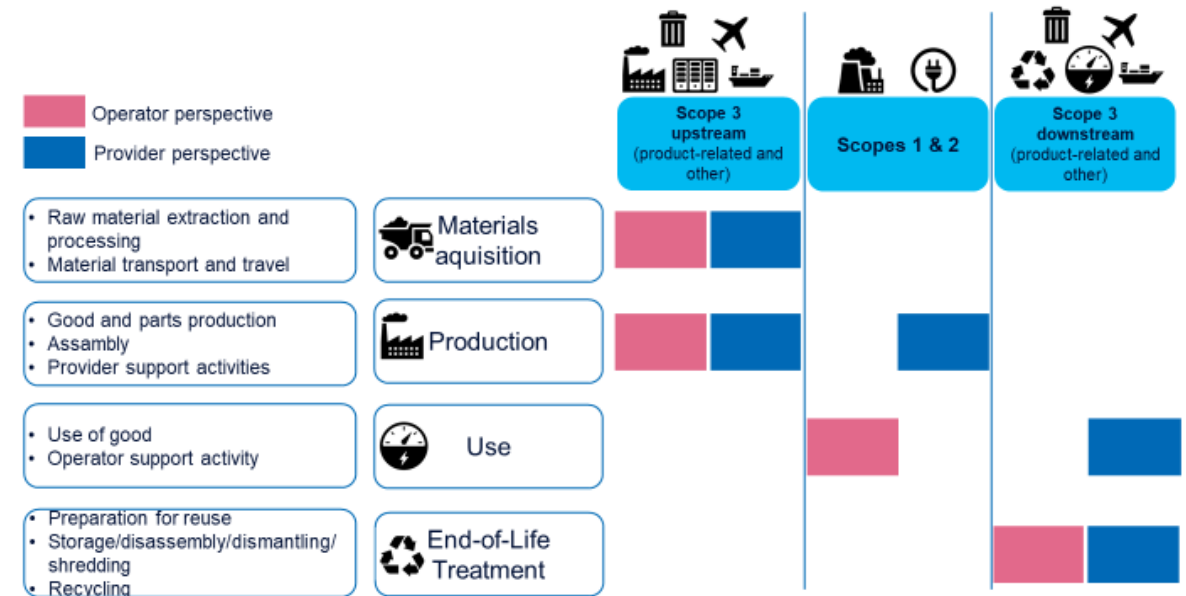 Operator perspective
Provider perspective
Scope 3
upstream
(product-related and
other)
Scopes 1 & 2
Scope 3
downstream
(product-related and
other)
• Raw material extraction and
processing
• Material transport and travel
Materials
aquisition
• Good and parts production
• Assambly
• Provider support activities
Production
• Use of good
• Operator support activity
Use
• Preparation for reuse
• Storage/disassembly/dismantling/
shredding
• Recycling
End-of-Life
Treatment